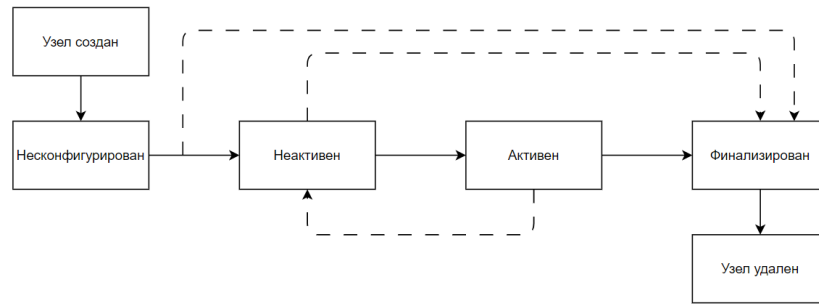 Узел создан
Несконфигурирован
Неактивен
Активен
Финализирован
Узел удален